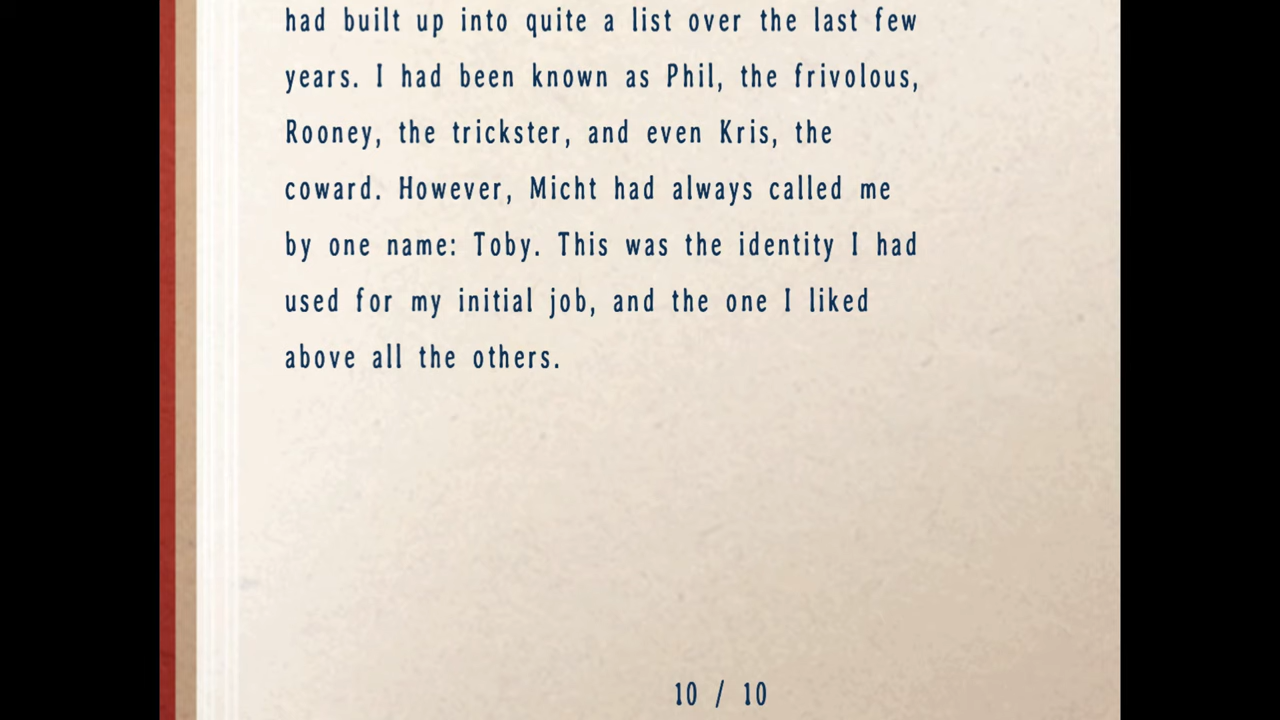 had built up into quite a list over the last few
years. I had been known as Phil, the frivolous,
Rooney, the trickster, and even Kris, the
coward. However, Micht had always called me
by one name: Toby. This was the identity I had
used for my initial job, and the one I liked
above all the others.
10 / 10